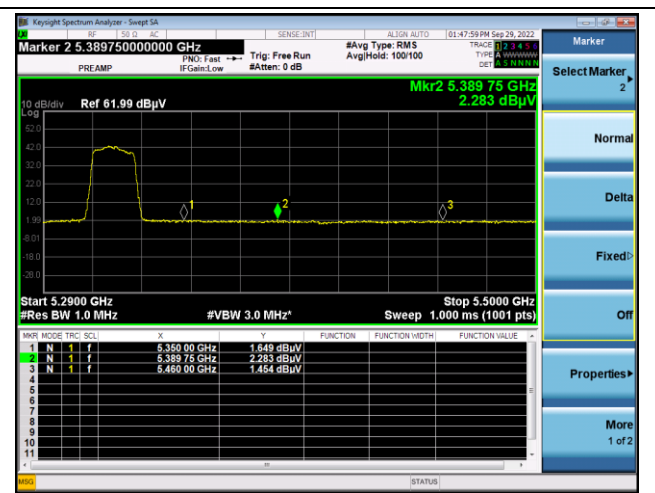 Keysight Spectrum Analyzer - Swept SA
RF 50 Ω AC SENSE:INT ALIGN AUTO 01:47:59 PM Sep 29, 2022
Marker 2 5.389750000000 GHz
PREAMP
PNO: Fast
IFGain:Low
Trig: Free Run
#Atten: 0 dB
#Avg Type: RMS
Avg|Hold: 100/100
TRACE 1 2 3 4 5 6
TYPE A WWWWW
DET A S N N N N
Mkr2 5.389 75 GHz
2.283 dBµV
10 dB/div Ref 61.99 dBµV
Log
52.0
42.0
32.0
22.0
12.0
1.99
-8.01
-18.0
-28.0
1
2
3
Start 5.2900 GHz Stop 5.5000 GHz
#Res BW 1.0 MHz #VBW 3.0 MHz* Sweep 1.000 ms (1001 pts)
MKR MODE TRC SCL X Y FUNCTION FUNCTION WIDTH FUNCTION VALUE
1 N 1 f 5.350 00 GHz 1.649 dBµV
2 N 1 f 5.389 75 GHz 2.283 dBµV
3 N 1 f 5.460 00 GHz 1.454 dBµV
4
5
6
7
8
9
10
11
MSG STATUS
Marker
Select Marker
2
Normal
Delta
Fixed
Off
Properties
More
1 of 2